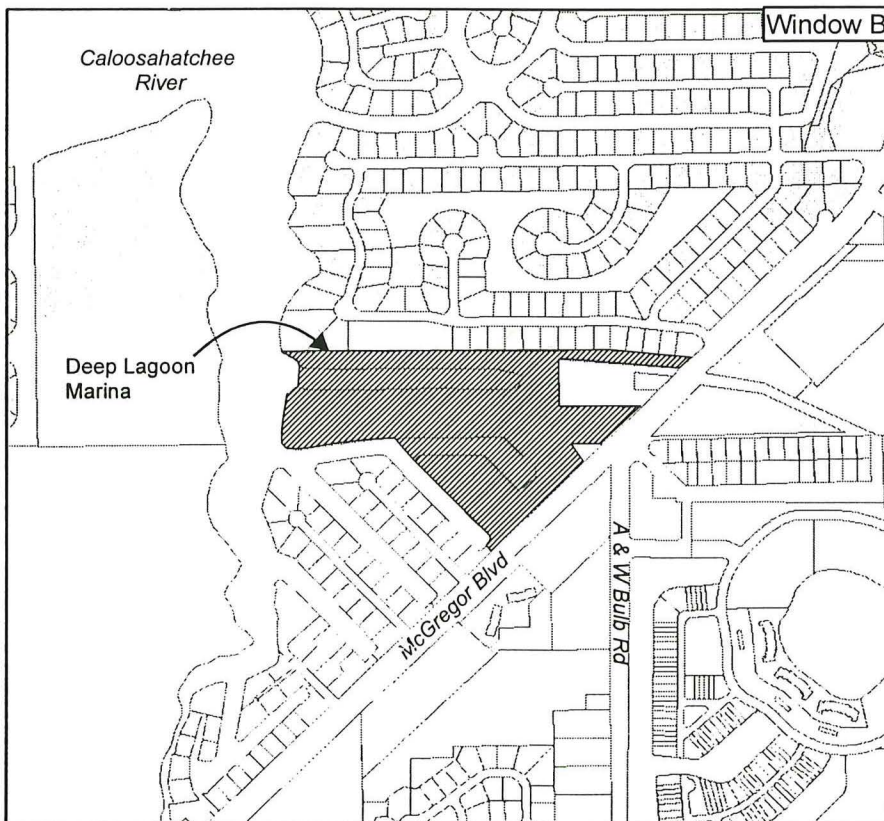 Window B
Caloosahatchee
River
Deep Lagoon
Marina
McGregor Blvd
A & W Bulb Rd